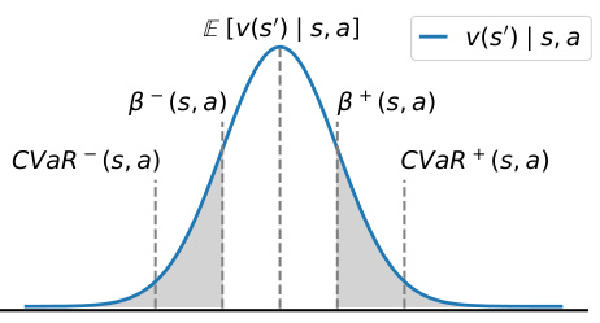 𝔼 [v(s′) | s, a]
v(s′) | s, a
β⁻(s, a)
β⁺(s, a)
CVaR⁻(s, a)
CVaR⁺(s, a)